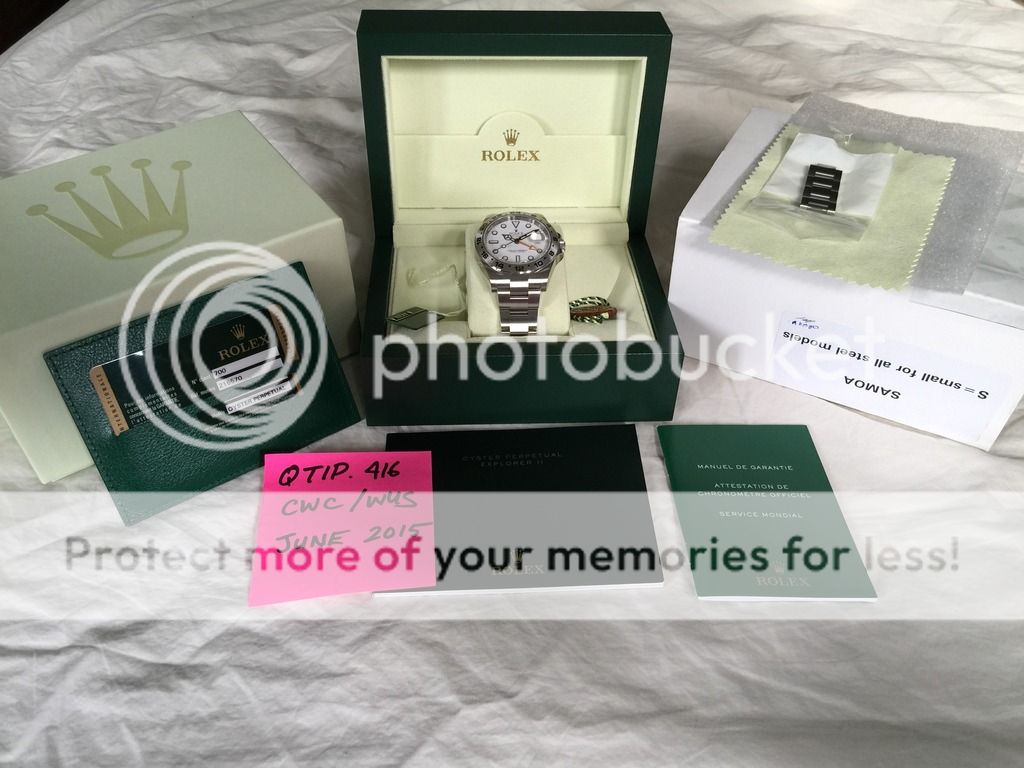 ROLEX
SAMOA
S = small for all steel models
ROLEX
700
216570
OYSTER PERPETUAL
INTERNATIONAL
photobucket
QTIP. 416
CWC / WUS
JUNE 2015
OYSTER PERPETUAL
EXPLORER II
ROLEX
MANUEL DE GARANTIE
ATTESTATION DE
CHRONOMÈTRE OFFICIEL
SERVICE MONDIAL
ROLEX
Protect more of your memories for less!